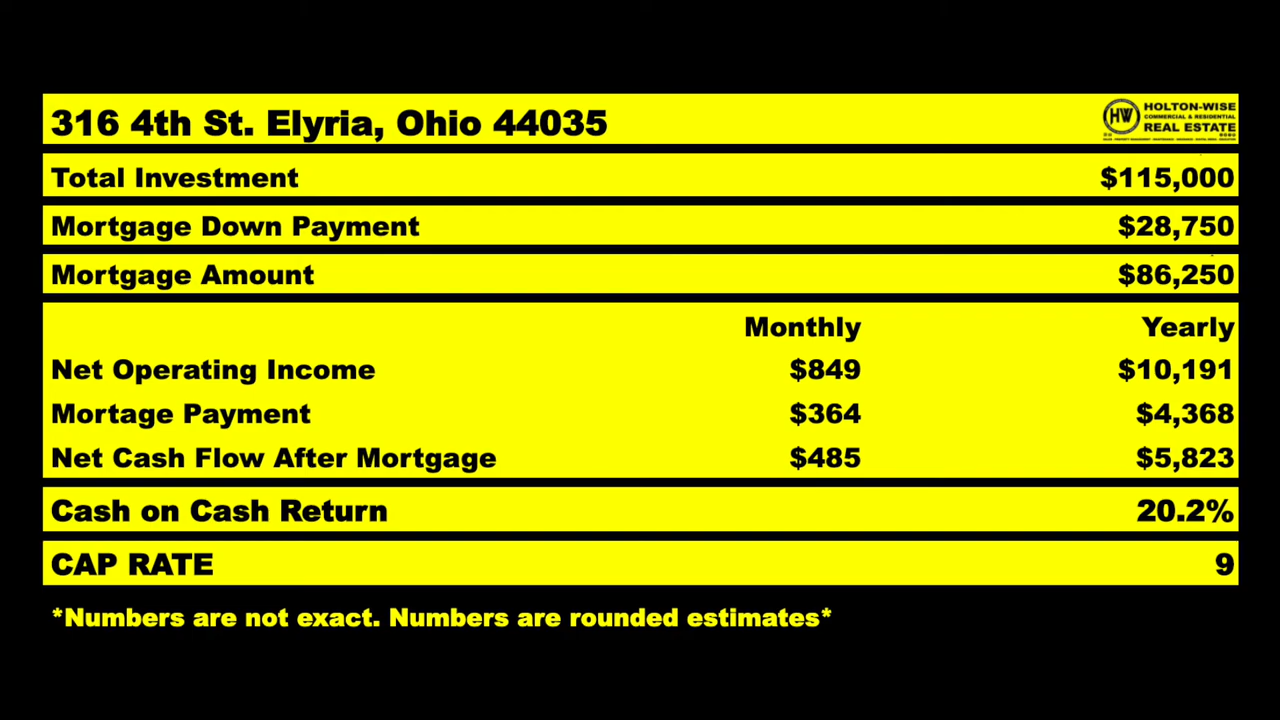 316 4th St. Elyria, Ohio 44035
HW
HOLTON-WISE
COMMERCIAL & RESIDENTIAL
REAL ESTATE
Total Investment $115,000
Mortgage Down Payment $28,750
Mortgage Amount $86,250
Monthly Yearly
Net Operating Income $849 $10,191
Mortage Payment $364 $4,368
Net Cash Flow After Mortgage $485 $5,823
Cash on Cash Return 20.2%
CAP RATE 9
*Numbers are not exact. Numbers are rounded estimates*